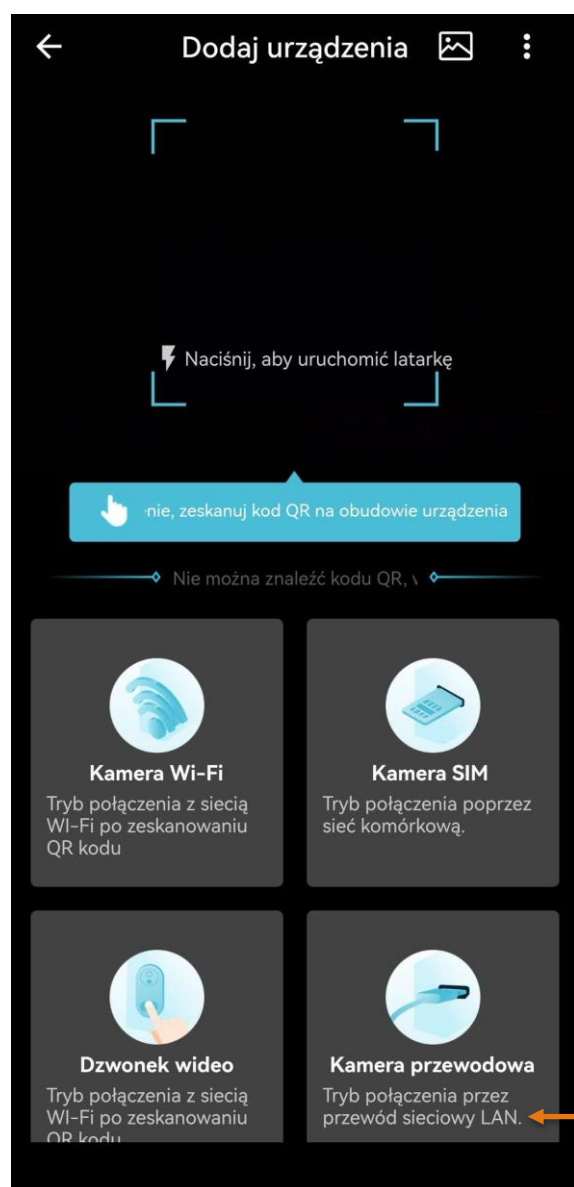 Dodaj urządzenia
Naciśnij, aby uruchomić latarkę
nie, zeskanuj kod QR na obudowie urządzenia
Nie można znaleźć kodu QR,
Kamera Wi-Fi
Tryb połączenia z siecią
WI-Fi po zeskanowaniu
QR kodu
Kamera SIM
Tryb połączenia poprzez
sieć komórkową.
Dzwonek wideo
Tryb połączenia z siecią
WI-Fi po zeskanowaniu
QR kodu
Kamera przewodowa
Tryb połączenia przez
przewód sieciowy LAN.